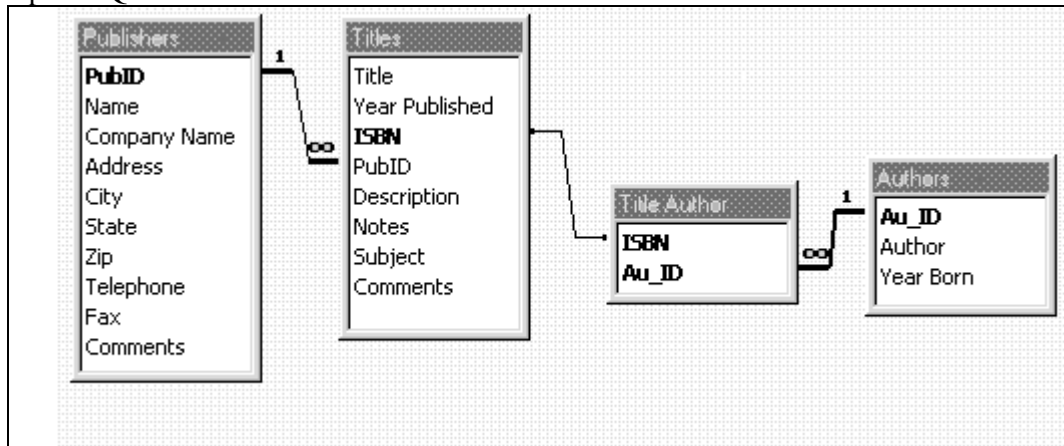 Publishers
PubID
Name
Company Name
Address
City
State
Zip
Telephone
Fax
Comments
1
∞
Titles
Title
Year Published
ISBN
PubID
Description
Notes
Subject
Comments
Title Author
ISBN
Au_ID
∞
1
Authors
Au_ID
Author
Year Born